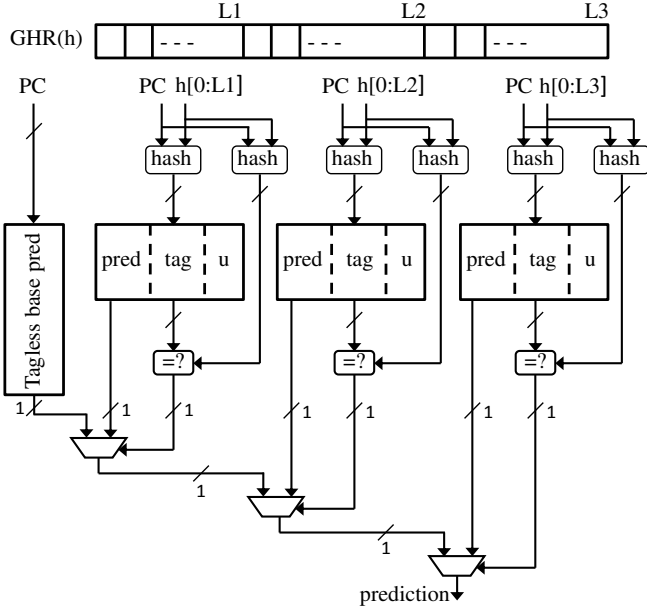 L1 L2 L3
GHR(h) - - - - - - - - -
PC PC h[0:L1] PC h[0:L2] PC h[0:L3]
hash hash hash hash hash hash
Tagless base pred
pred tag u pred tag u pred tag u
=? =? =?
1 1 1 1 1 1 1
1
1
prediction